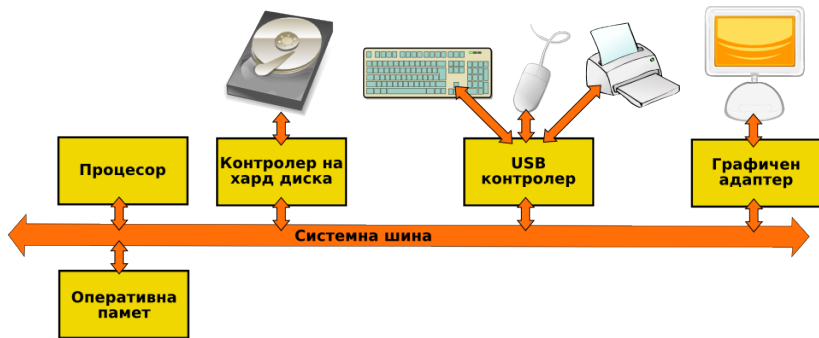 Процесор
Контролер на
хард диска
USB
контролер
Графичен
адаптер
Системна шина
Оперативна
памет